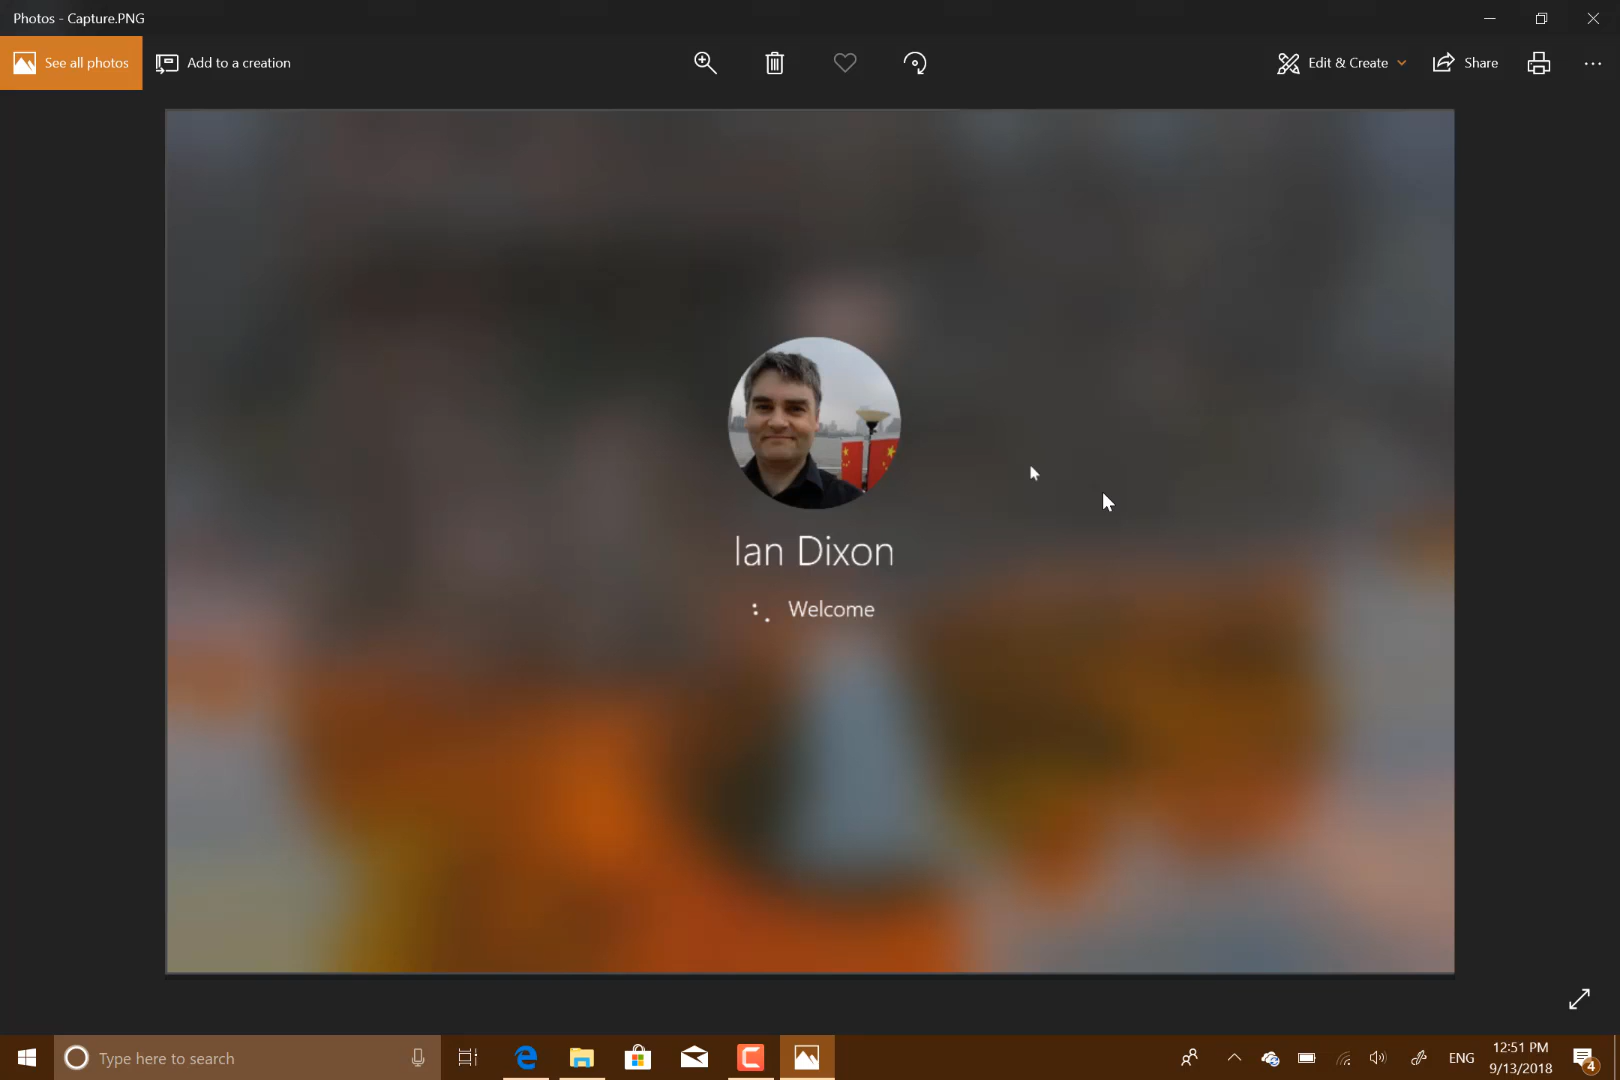 Photos - Capture.PNG
See all photos
Add to a creation
Edit & Create
Share
Ian Dixon
Welcome
Type here to search
ENG
12:51 PM
9/13/2018
4